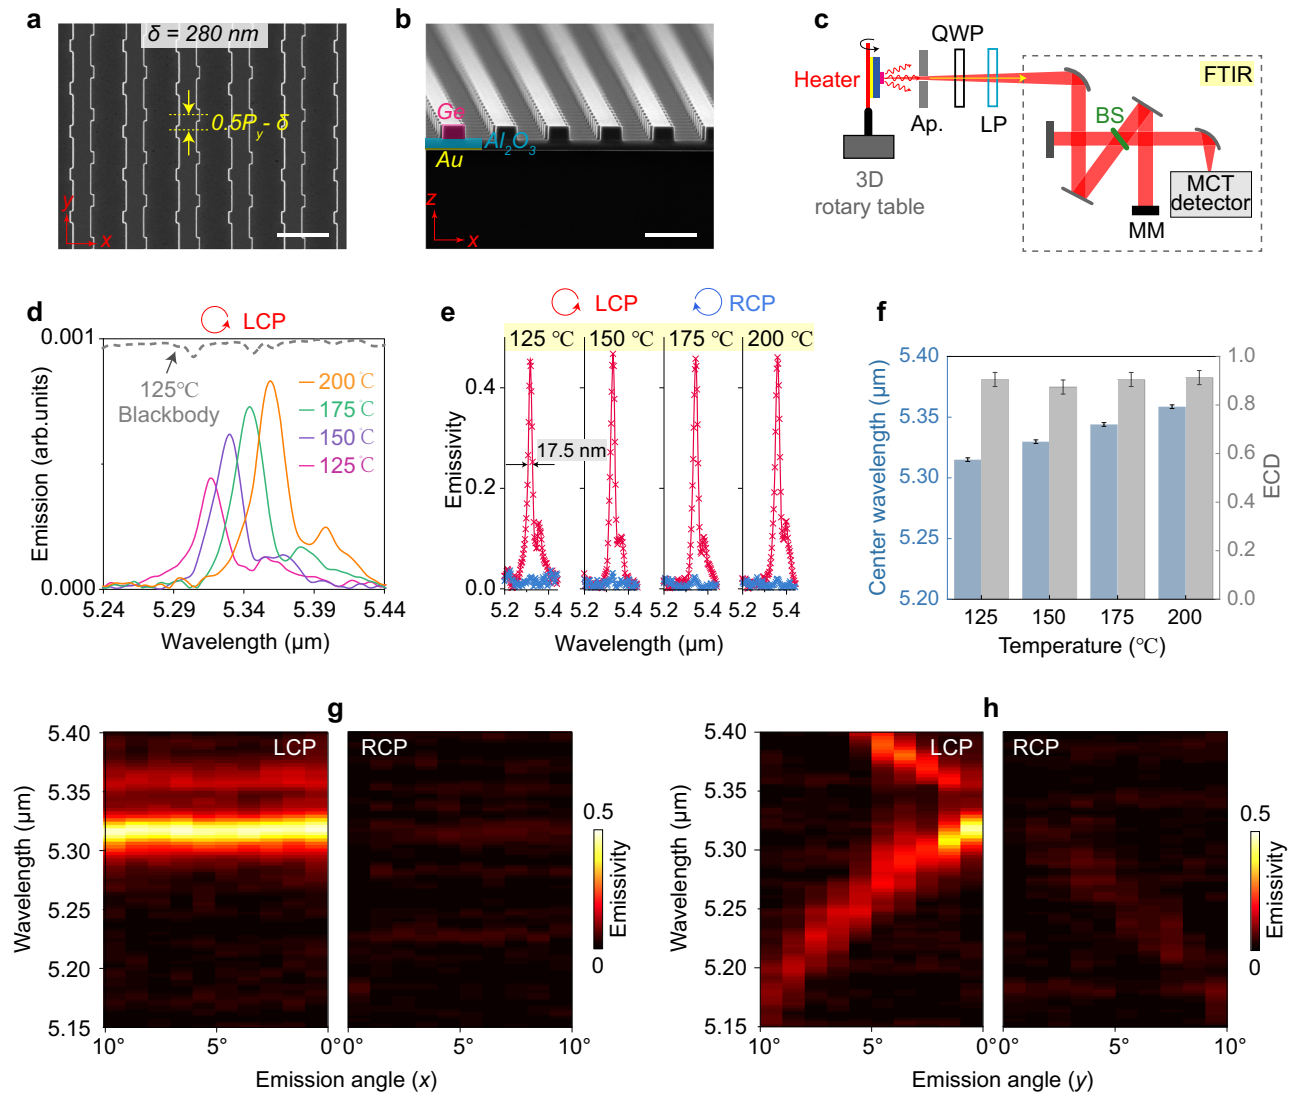 a
δ = 280 nm
0.5Py - δ
y
x
b
Ge
Al2O3
Au
z
x
c
QWP
Heater
FTIR
BS
Ap.
LP
3D
rotary table
MCT
detector
MM
d
LCP
0.001
125℃
Blackbody
200℃
175℃
150℃
125℃
Emission (arb.units)
0.000
5.24
5.29
5.34
5.39
5.44
Wavelength (μm)
e
LCP
RCP
125 ℃
150 ℃
175 ℃
200 ℃
0.4
17.5 nm
Emissivity
0.2
0.0
5.2
5.4
5.2
5.4
5.2
5.4
5.2
5.4
Wavelength (μm)
f
5.40
1.0
0.8
5.35
0.6
5.30
0.4
5.25
0.2
5.20
0.0
Center wavelength (μm)
ECD
125
150
175
200
Temperature (℃)
g
5.40
LCP
RCP
5.35
0.5
5.30
Wavelength (μm)
Emissivity
5.25
0
5.20
5.15
10°
5°
0°
0°
5°
10°
Emission angle (x)
h
5.40
LCP
RCP
5.35
0.5
5.30
Wavelength (μm)
Emissivity
5.25
0
5.20
5.15
10°
5°
0°
0°
5°
10°
Emission angle (y)